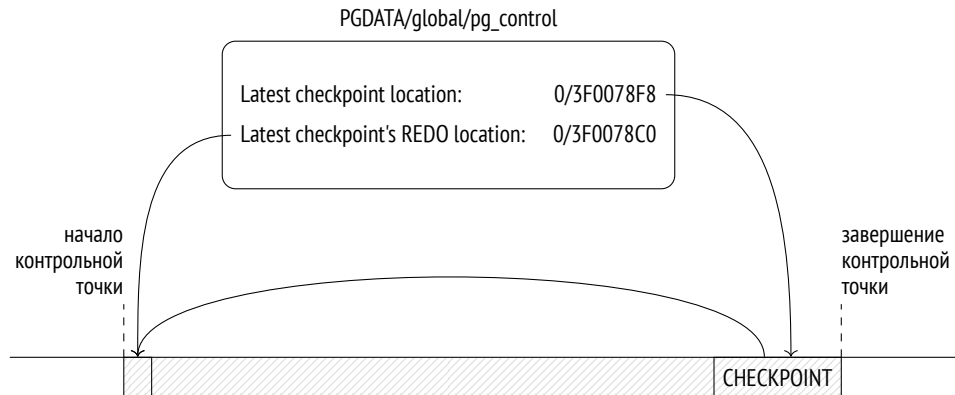 PGDATA/global/pg_control
Latest checkpoint location: 0/3F0078F8
Latest checkpoint's REDO location: 0/3F0078C0
начало
контрольной
точки
завершение
контрольной
точки
CHECKPOINT